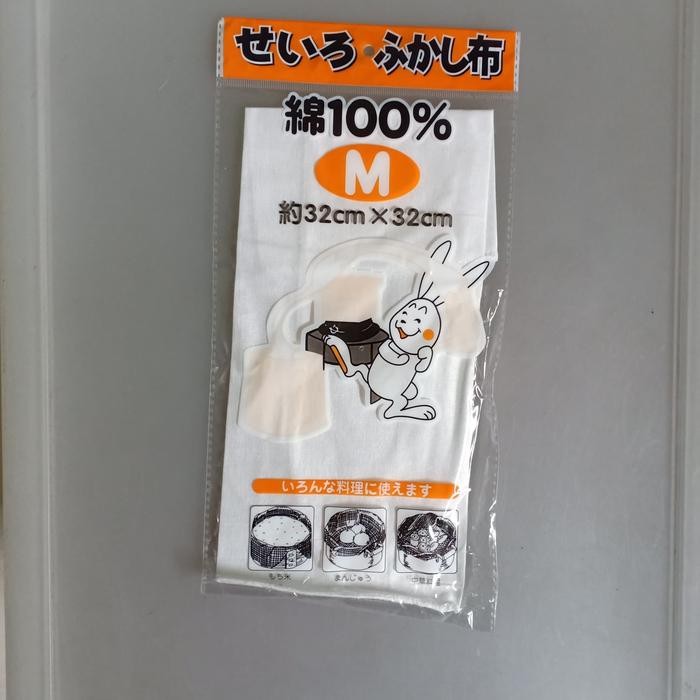 せいろ・ふかし布
綿100%
M
約32cm×32cm
いろんな料理に使えます
もち米
まんじゅう